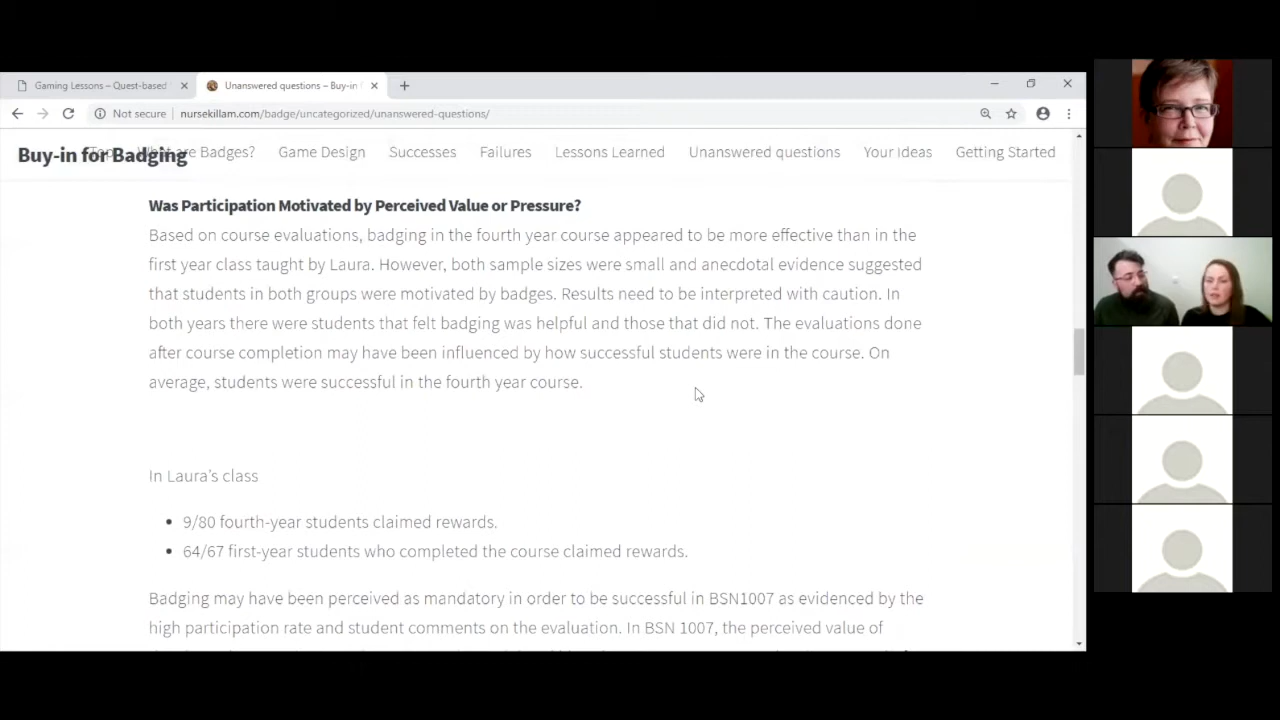 Gaming Lessons – Quest-based
Unanswered questions – Buy-in f
Not secure nursekillam.com/badge/uncategorized/unanswered-questions/
Buy-in for Badging
Top What are Badges? Game Design Successes Failures Lessons Learned Unanswered questions Your Ideas Getting Started
Was Participation Motivated by Perceived Value or Pressure?
Based on course evaluations, badging in the fourth year course appeared to be more effective than in the
first year class taught by Laura. However, both sample sizes were small and anecdotal evidence suggested
that students in both groups were motivated by badges. Results need to be interpreted with caution. In
both years there were students that felt badging was helpful and those that did not. The evaluations done
after course completion may have been influenced by how successful students were in the course. On
average, students were successful in the fourth year course.
In Laura's class
• 9/80 fourth-year students claimed rewards.
• 64/67 first-year students who completed the course claimed rewards.
Badging may have been perceived as mandatory in order to be successful in BSN1007 as evidenced by the
high participation rate and student comments on the evaluation. In BSN 1007, the perceived value of